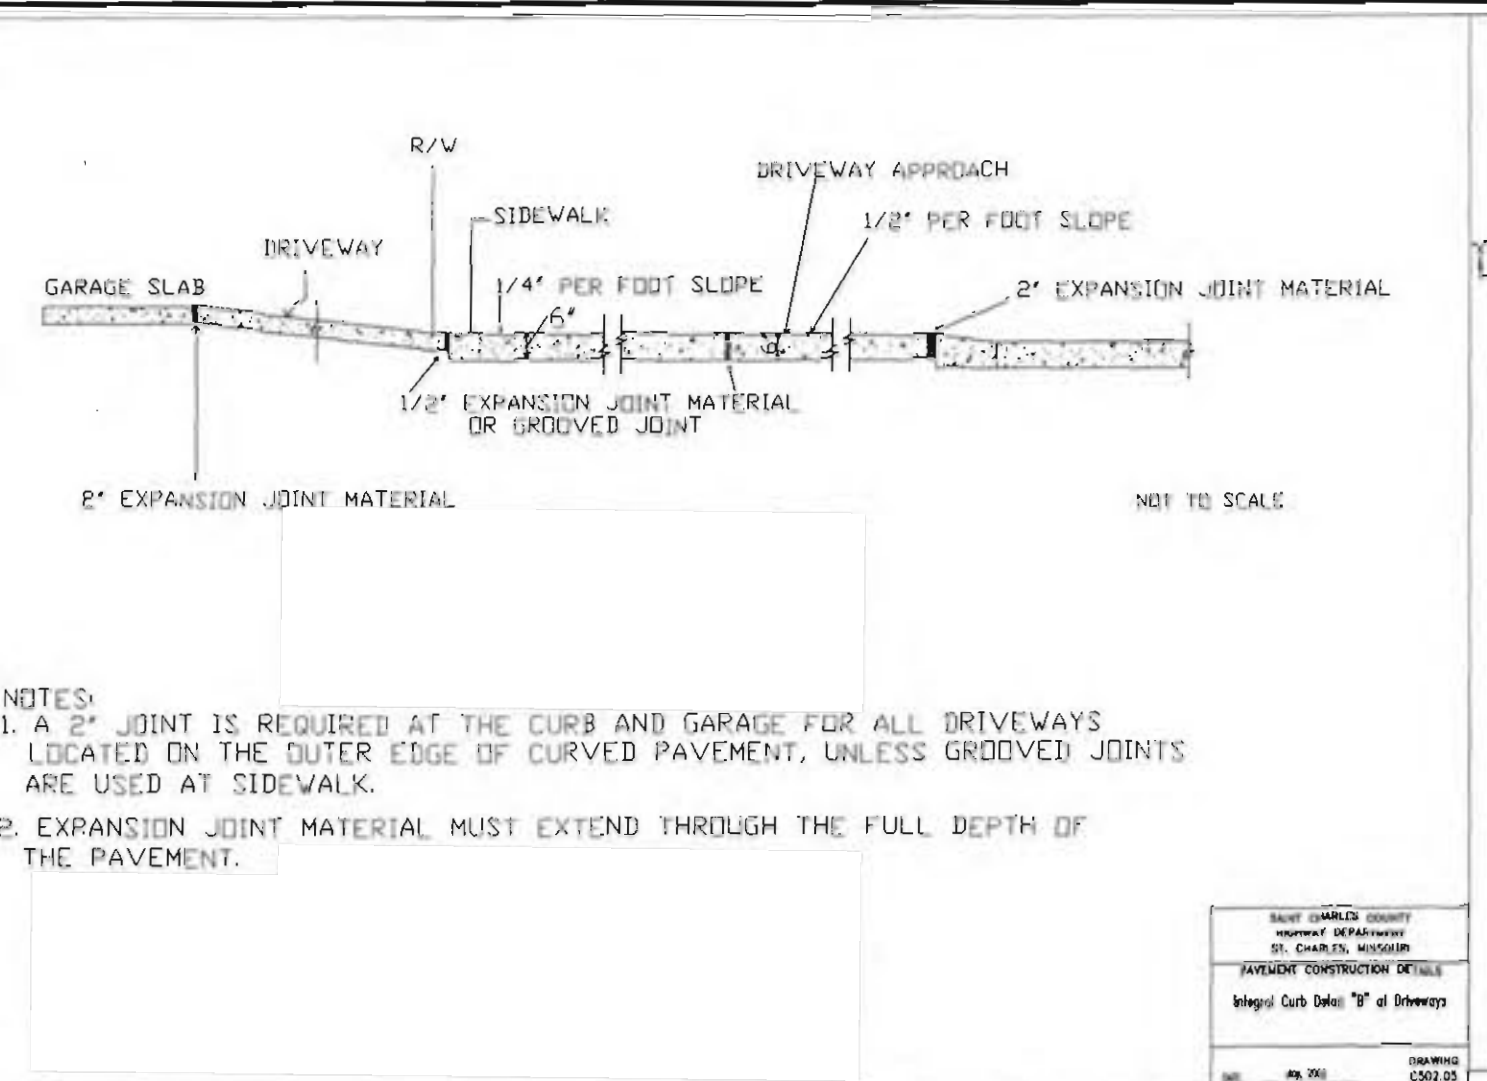 R/W
DRIVEWAY APPROACH
SIDEWALK
1/2" PER FOOT SLOPE
DRIVEWAY
GARAGE SLAB
1/4" PER FOOT SLOPE
2" EXPANSION JOINT MATERIAL
6"
1/2" EXPANSION JOINT MATERIAL
OR GROOVED JOINT
2" EXPANSION JOINT MATERIAL
NOT TO SCALE
NOTES:
1. A 2" JOINT IS REQUIRED AT THE CURB AND GARAGE FOR ALL DRIVEWAYS
LOCATED ON THE OUTER EDGE OF CURVED PAVEMENT, UNLESS GROOVED JOINTS
ARE USED AT SIDEWALK.
2. EXPANSION JOINT MATERIAL MUST EXTEND THROUGH THE FULL DEPTH OF
THE PAVEMENT.
SAINT CHARLES COUNTY
HIGHWAY DEPARTMENT
ST. CHARLES, MISSOURI
PAVEMENT CONSTRUCTION DETAILS
Integral Curb Detail "B" at Driveways
DRAWING
C502.05